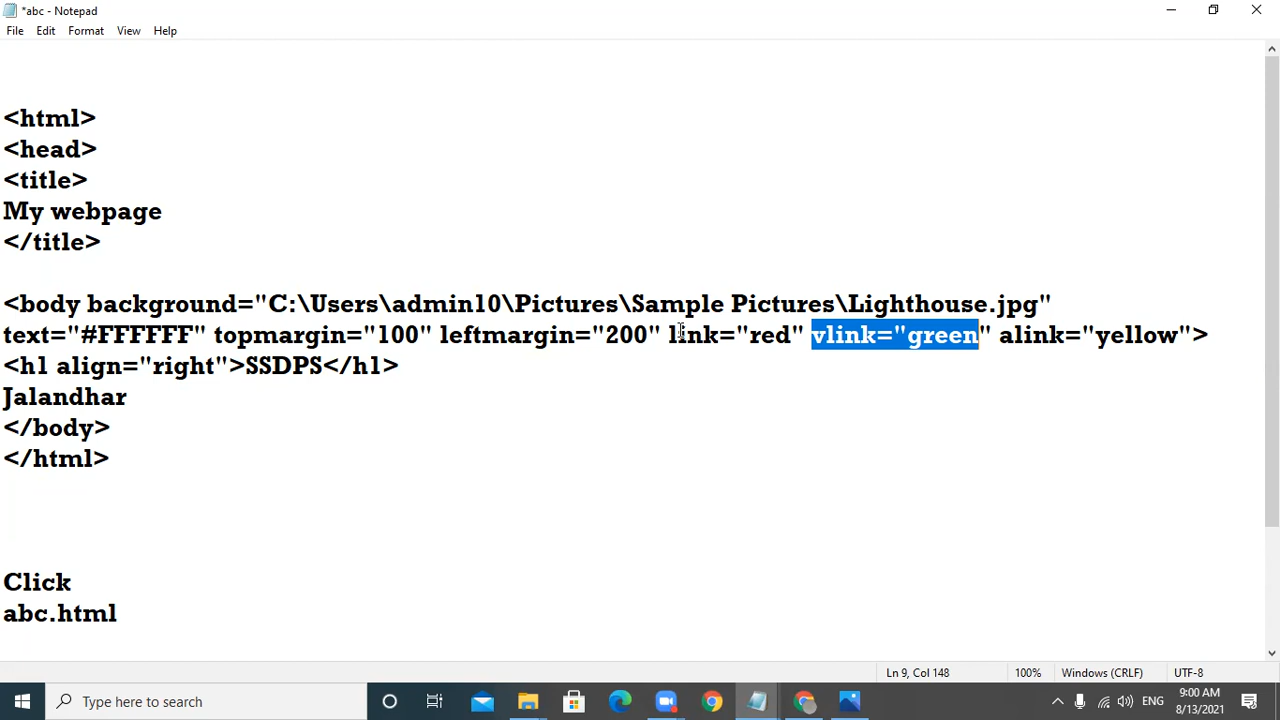 *abc - Notepad
File Edit Format View Help
<html>
<head>
<title>
My webpage
</title>
<body background="C:\Users\admin10\Pictures\Sample Pictures\Lighthouse.jpg"
text="#FFFFFF" topmargin="100" leftmargin="200" link="red" vlink="green" alink="yellow">
<h1 align="right">SSDPS</h1>
Jalandhar
</body>
</html>
Click
abc.html
Ln 9, Col 148 100% Windows (CRLF) UTF-8
Type here to search
ENG
9:00 AM
8/13/2021